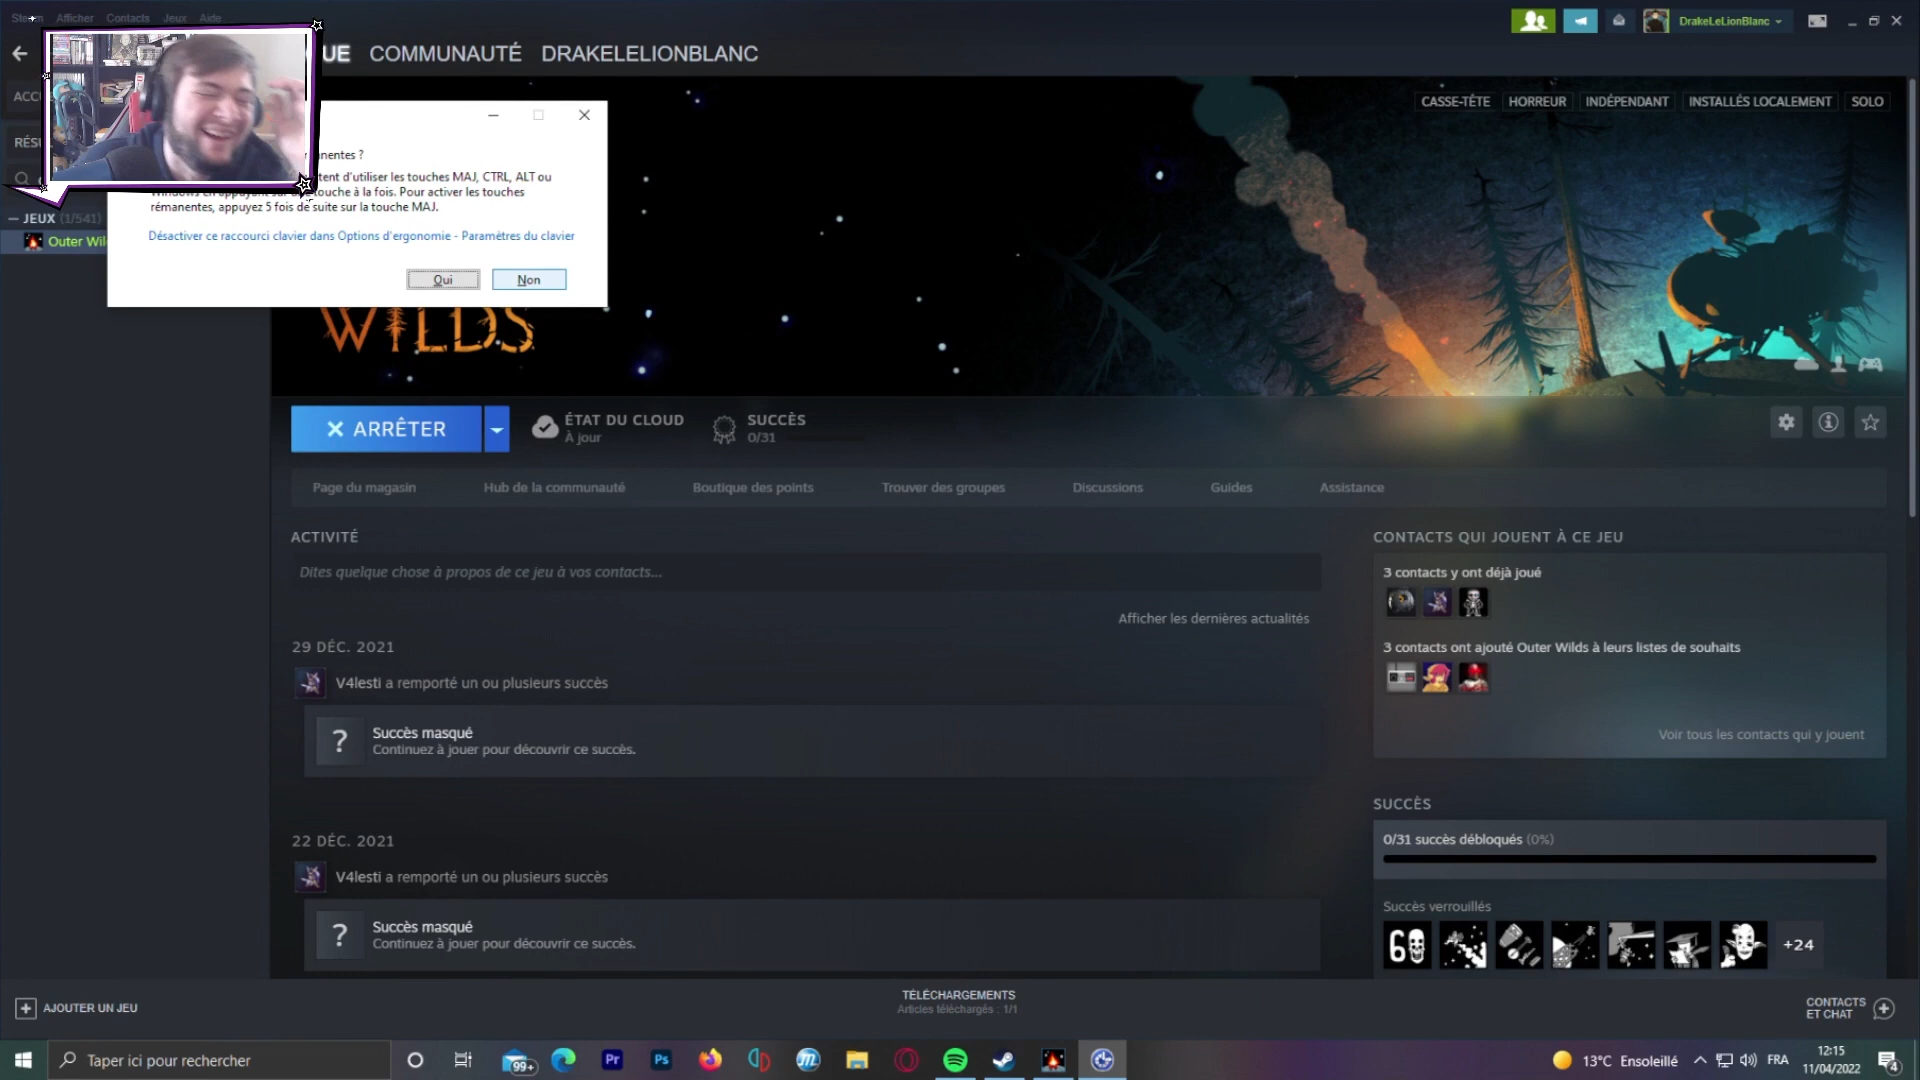 Steam Afficher Contacts Jeux Aide
DrakeLeLionBlanc
UE COMMUNAUTÉ DRAKELELIONBLANC
CASSE-TÊTE HORREUR INDÉPENDANT INSTALLÉS LOCALEMENT SOLO
nentes ?
tent d'utiliser les touches MAJ, CTRL, ALT ou
touche à la fois. Pour activer les touches
rémanentes, appuyez 5 fois de suite sur la touche MAJ.
Désactiver ce raccourci clavier dans Options d'ergonomie - Paramètres du clavier
Oui Non
JEUX (1/541)
Outer Wil
WILDS
ARRÊTER
ÉTAT DU CLOUD
À jour
SUCCÈS
0/31
Page du magasin Hub de la communauté Boutique des points Trouver des groupes Discussions Guides Assistance
ACTIVITÉ
Dites quelque chose à propos de ce jeu à vos contacts...
Afficher les dernières actualités
29 DÉC. 2021
V4lesti a remporté un ou plusieurs succès
?
Succès masqué
Continuez à jouer pour découvrir ce succès.
22 DÉC. 2021
V4lesti a remporté un ou plusieurs succès
?
Succès masqué
Continuez à jouer pour découvrir ce succès.
CONTACTS QUI JOUENT À CE JEU
3 contacts y ont déjà joué
3 contacts ont ajouté Outer Wilds à leurs listes de souhaits
Voir tous les contacts qui y jouent
SUCCÈS
0/31 succès débloqués (0%)
Succès verrouillés
+24
AJOUTER UN JEU
TÉLÉCHARGEMENTS
Articles téléchargés : 1/1
CONTACTS
ET CHAT
Taper ici pour rechercher
99+
Pr
Ps
13°C Ensoleillé
FRA
12:15
11/04/2022
4